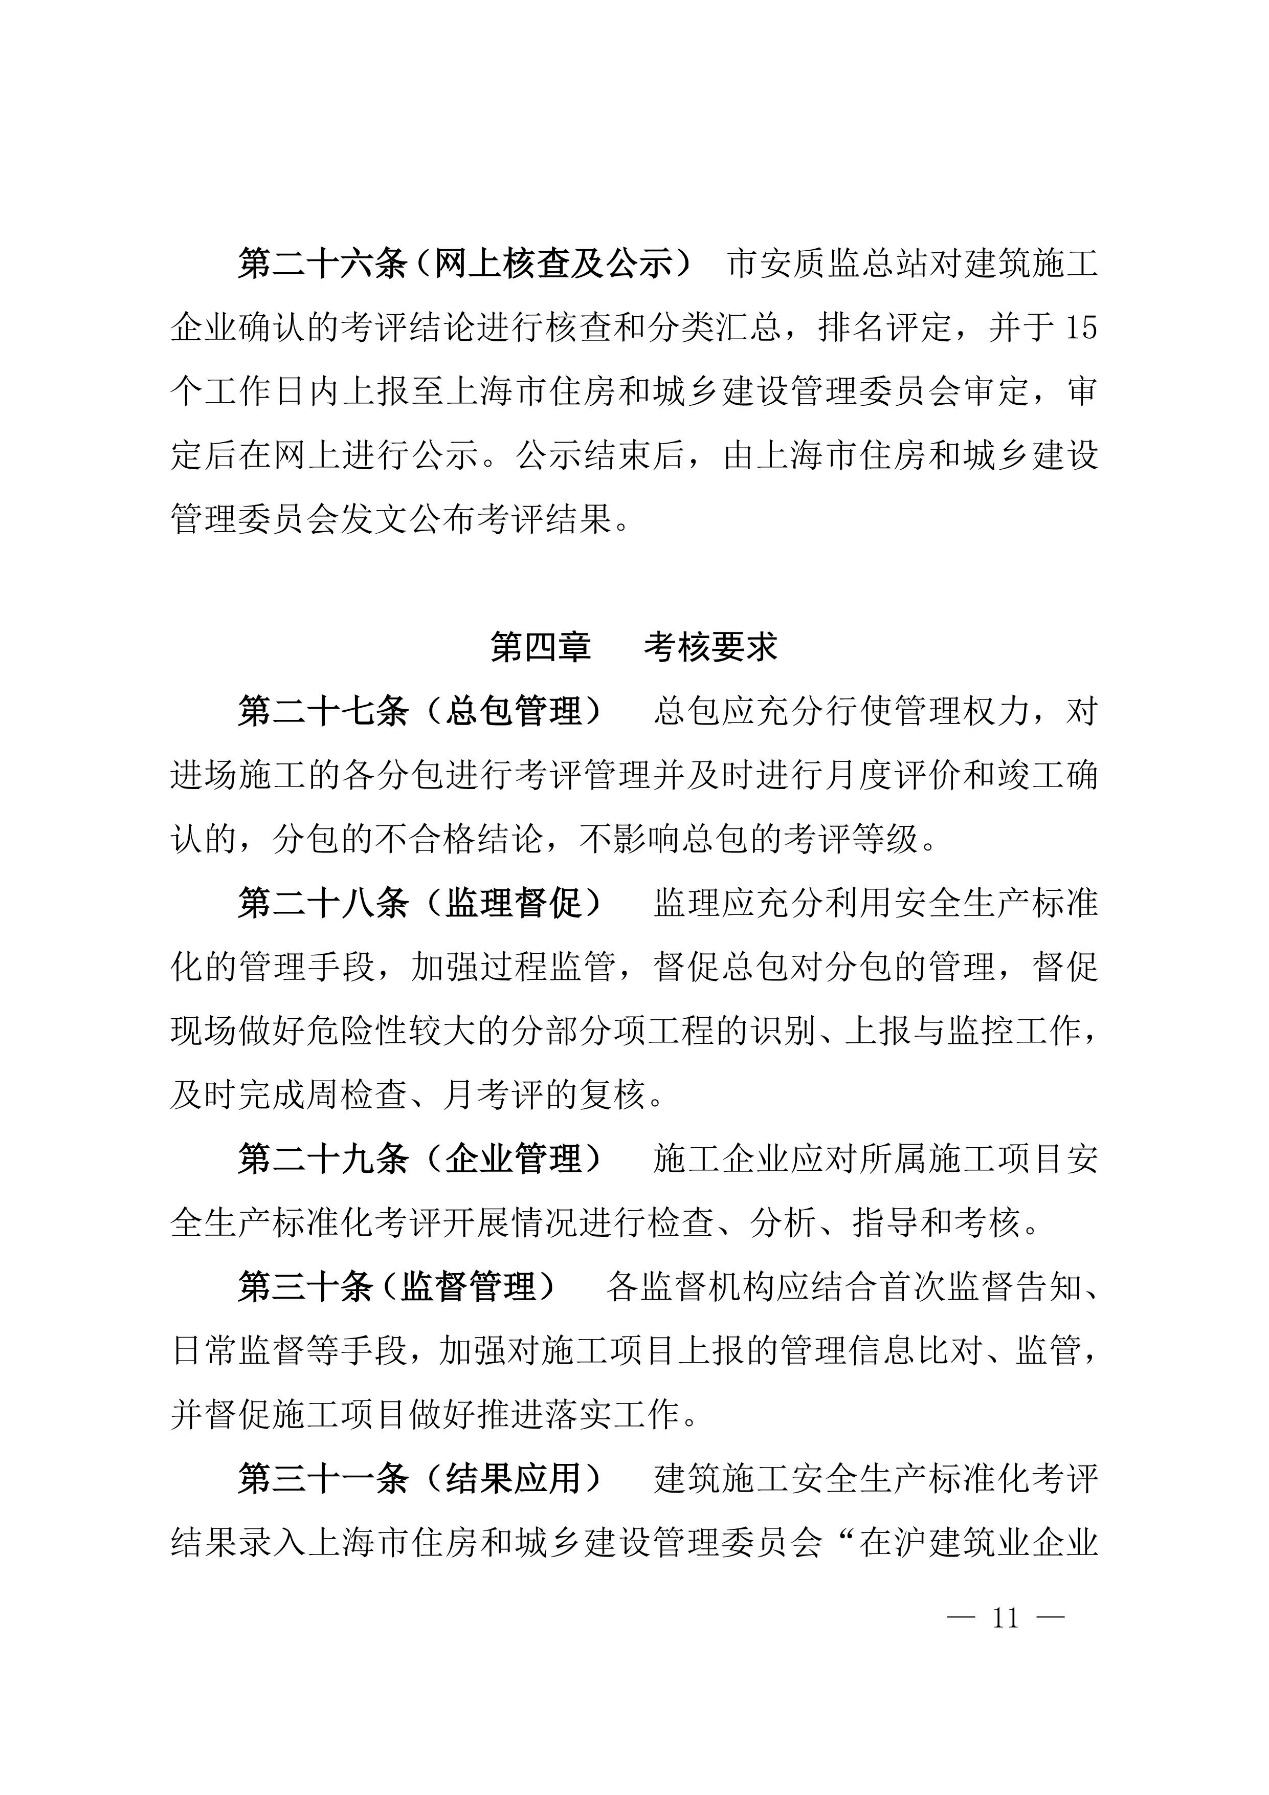 第二十六条（网上核查及公示） 市安质监总站对建筑施工
企业确认的考评结论进行核查和分类汇总，排名评定，并于 15
个工作日内上报至上海市住房和城乡建设管理委员会审定，审
定后在网上进行公示。公示结束后，由上海市住房和城乡建设
管理委员会发文公布考评结果。
第四章 考核要求
第二十七条（总包管理） 总包应充分行使管理权力，对
进场施工的各分包进行考评管理并及时进行月度评价和竣工确
认的，分包的不合格结论，不影响总包的考评等级。
第二十八条（监理督促） 监理应充分利用安全生产标准
化的管理手段，加强过程监管，督促总包对分包的管理，督促
现场做好危险性较大的分部分项工程的识别、上报与监控工作，
及时完成周检查、月考评的复核。
第二十九条（企业管理） 施工企业应对所属施工项目安
全生产标准化考评开展情况进行检查、分析、指导和考核。
第三十条（监督管理） 各监督机构应结合首次监督告知、
日常监督等手段，加强对施工项目上报的管理信息比对、监管，
并督促施工项目做好推进落实工作。
第三十一条（结果应用） 建筑施工安全生产标准化考评
结果录入上海市住房和城乡建设管理委员会“在沪建筑业企业
— 11 —